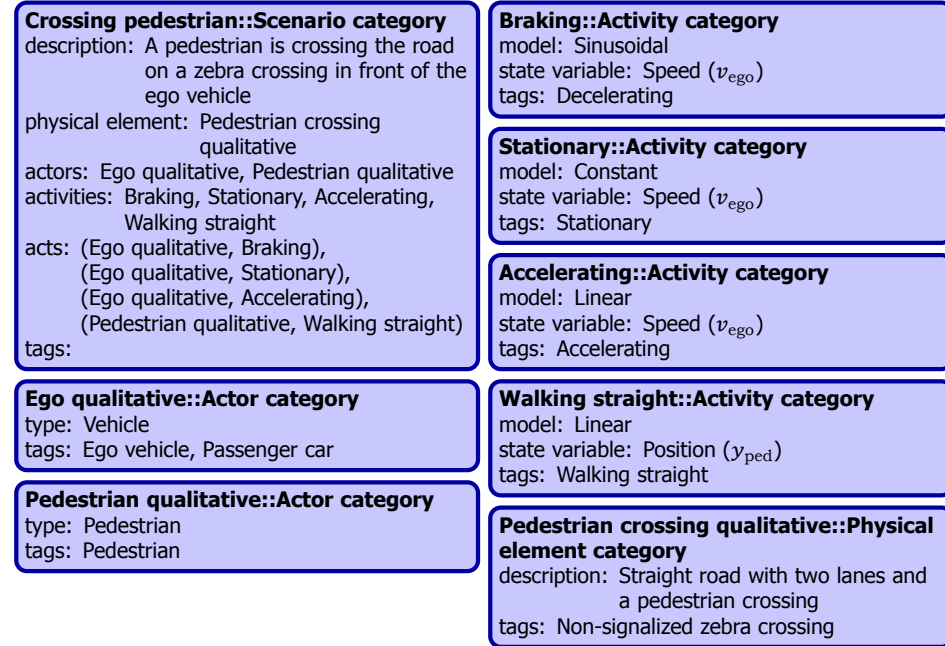 Crossing pedestrian::Scenario category
description: A pedestrian is crossing the road
on a zebra crossing in front of the
ego vehicle
physical element: Pedestrian crossing
qualitative
actors: Ego qualitative, Pedestrian qualitative
activities: Braking, Stationary, Accelerating,
Walking straight
acts: (Ego qualitative, Braking),
(Ego qualitative, Stationary),
(Ego qualitative, Accelerating),
(Pedestrian qualitative, Walking straight)
tags:
Ego qualitative::Actor category
type: Vehicle
tags: Ego vehicle, Passenger car
Pedestrian qualitative::Actor category
type: Pedestrian
tags: Pedestrian
Braking::Activity category
model: Sinusoidal
state variable: Speed (v_ego)
tags: Decelerating
Stationary::Activity category
model: Constant
state variable: Speed (v_ego)
tags: Stationary
Accelerating::Activity category
model: Linear
state variable: Speed (v_ego)
tags: Accelerating
Walking straight::Activity category
model: Linear
state variable: Position (y_ped)
tags: Walking straight
Pedestrian crossing qualitative::Physical
element category
description: Straight road with two lanes and
a pedestrian crossing
tags: Non-signalized zebra crossing